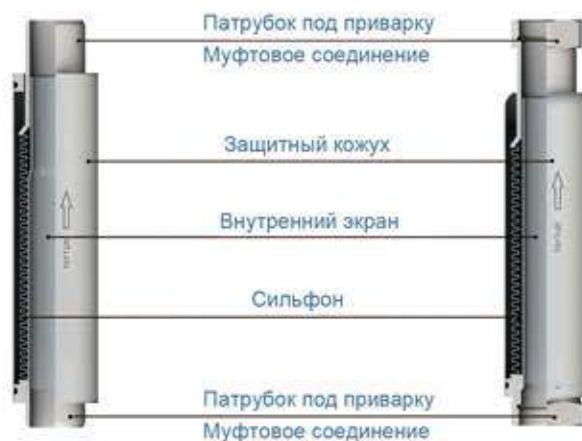 Патрубок под приварку
Муфтовое соединение
Защитный кожух
Внутренний экран
Сильфон
Патрубок под приварку
Муфтовое соединение